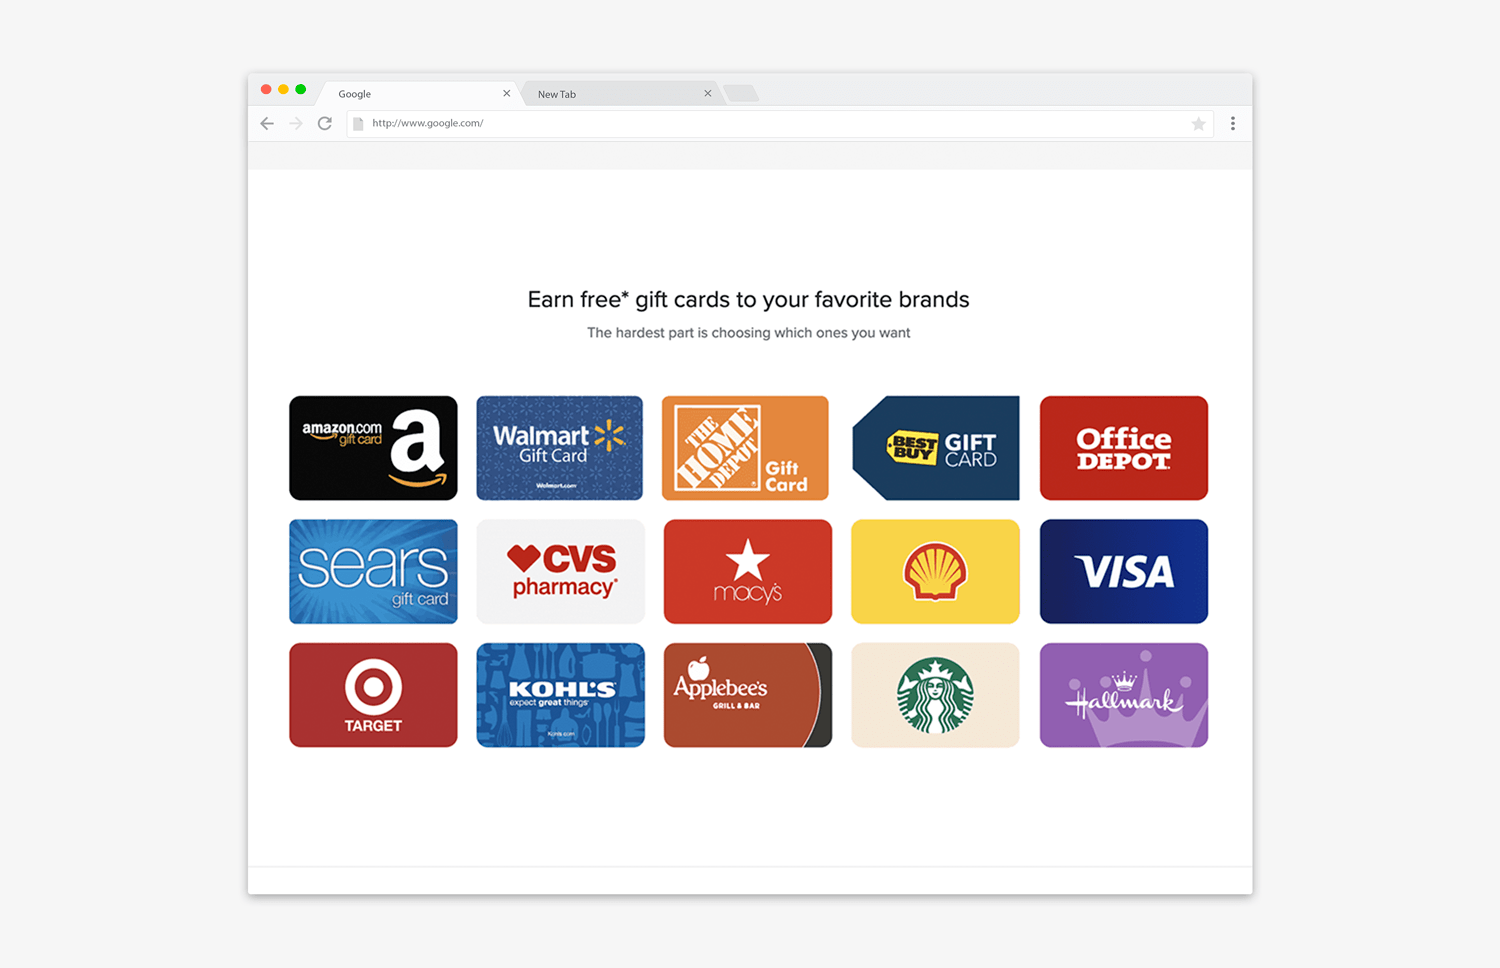 Google
New Tab
http://www.google.com/
Earn free* gift cards to your favorite brands
The hardest part is choosing which ones you want
amazon.com
gift card
a
Walmart
Gift Card
Walmart.com
THE
HOME
DEPOT
Gift
Card
BEST
BUY
GIFT
CARD
Office
DEPOT
sears
gift card
CVS
pharmacy
macy's
VISA
TARGET
KOHL'S
expect great things
Kohls.com
Applebee's
GRILL & BAR
Hallmark